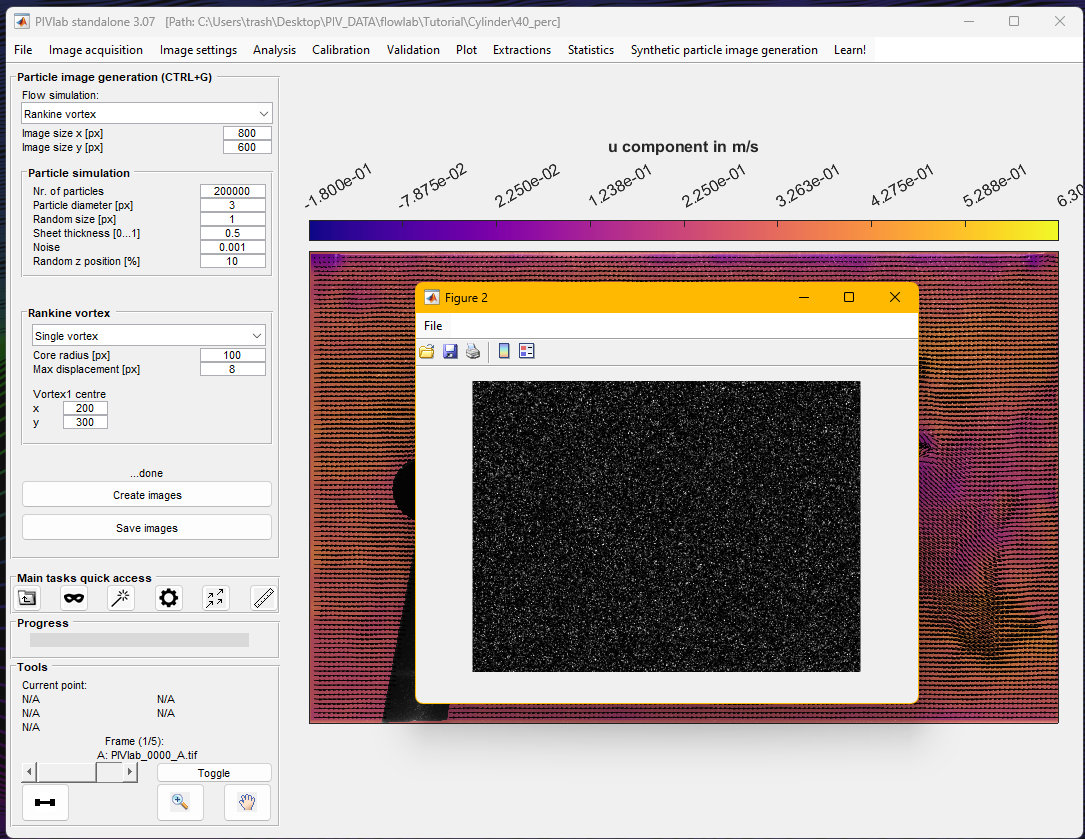 PIVlab standalone 3.07 [Path: C:\Users\trash\Desktop\PIV_DATA\flowlab\Tutorial\Cylinder\40_perc]
File Image acquisition Image settings Analysis Calibration Validation Plot Extractions Statistics Synthetic particle image generation Learn!
Particle image generation (CTRL+G)
Flow simulation:
Rankine vortex
Image size x [px] 800
Image size y [px] 600
Particle simulation
Nr. of particles 200000
Particle diameter [px] 3
Random size [px] 1
Sheet thickness [0...1] 0.5
Noise 0.001
Random z position [%] 10
Rankine vortex
Single vortex
Core radius [px] 100
Max displacement [px] 8
Vortex1 centre
x 200
y 300
...done
Create images
Save images
Main tasks quick access
Progress
Tools
Current point:
N/A N/A
N/A N/A
N/A
Frame (1/5):
A: PIVlab_0000_A.tif
Toggle
u component in m/s
-1.800e-01 -7.875e-02 2.250e-02 1.238e-01 2.250e-01 3.263e-01 4.275e-01 5.288e-01 6.30
Figure 2
File